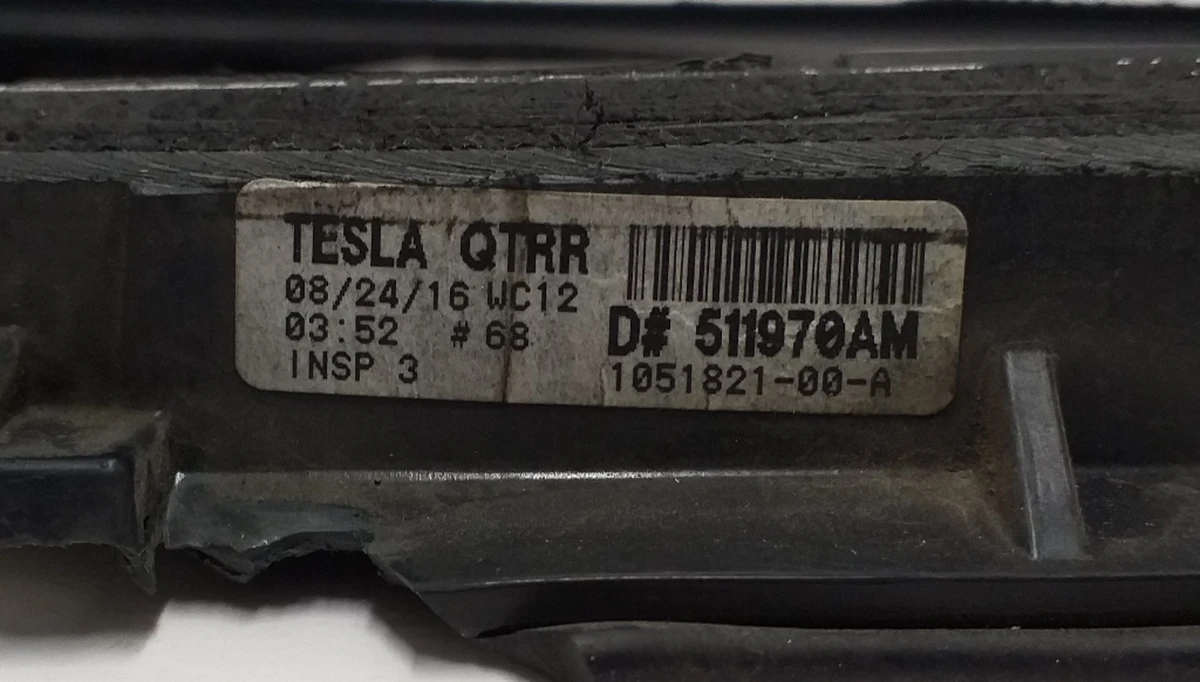 TESLA QTRR
08/24/16 WC12
03:52 #68
INSP 3
D# 511970AM
1051821-00-A